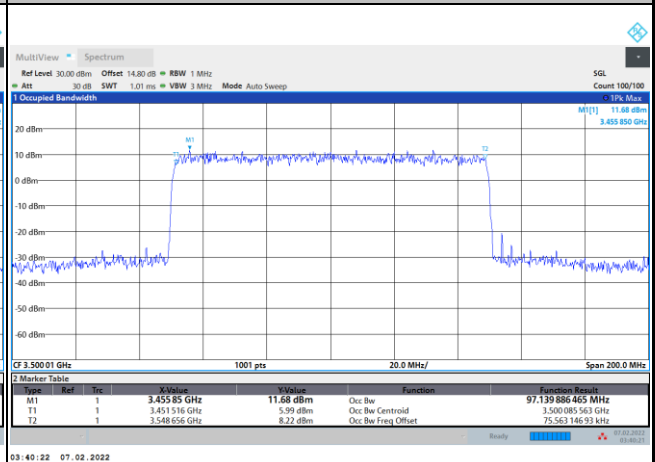 MultiView Spectrum
Ref Level 30.00 dBm Offset 14.80 dB RBW 1 MHz SGL
Att 30 dB SWT 1.01 ms VBW 3 MHz Mode Auto Sweep Count 100/100
1 Occupied Bandwidth 1Pk Max
M1[1] 11.68 dBm
3.455 850 GHz
20 dBm
M1
T1
T2
10 dBm
0 dBm
-10 dBm
-20 dBm
-30 dBm
-40 dBm
-50 dBm
-60 dBm
CF 3.500 01 GHz 1001 pts 20.0 MHz/ Span 200.0 MHz
2 Marker Table
Type Ref Trc X-Value Y-Value Function Function Result
M1 1 3.455 85 GHz 11.68 dBm Occ Bw 97.139 886 465 MHz
T1 1 3.451 516 GHz 5.99 dBm Occ Bw Centroid 3.500 085 563 GHz
T2 1 3.548 656 GHz 8.22 dBm Occ Bw Freq Offset 75.563 146 93 kHz
Ready 07.02.2022
03:40:21
03:40:22 07.02.2022